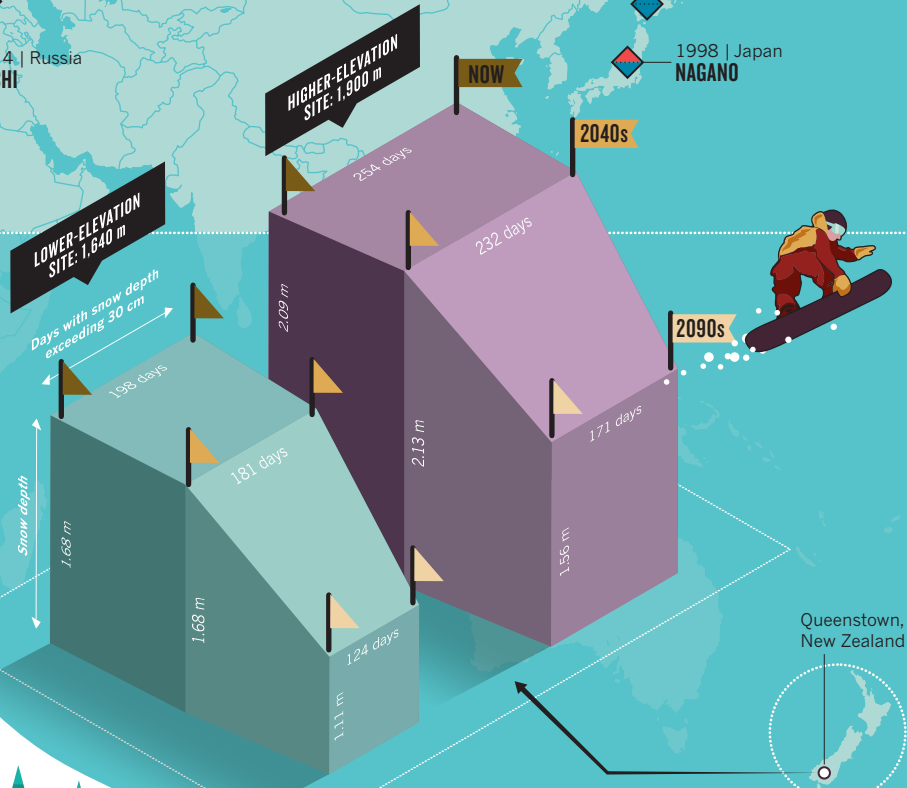 4 | Russia
HI
1998 | Japan
NAGANO
HIGHER-ELEVATION
SITE: 1,900 m
NOW
2040s
2090s
254 days
232 days
171 days
2.09 m
2.13 m
1.56 m
LOWER-ELEVATION
SITE: 1,640 m
Days with snow depth
exceeding 30 cm
198 days
181 days
124 days
Snow depth
1.68 m
1.68 m
1.11 m
Queenstown,
New Zealand